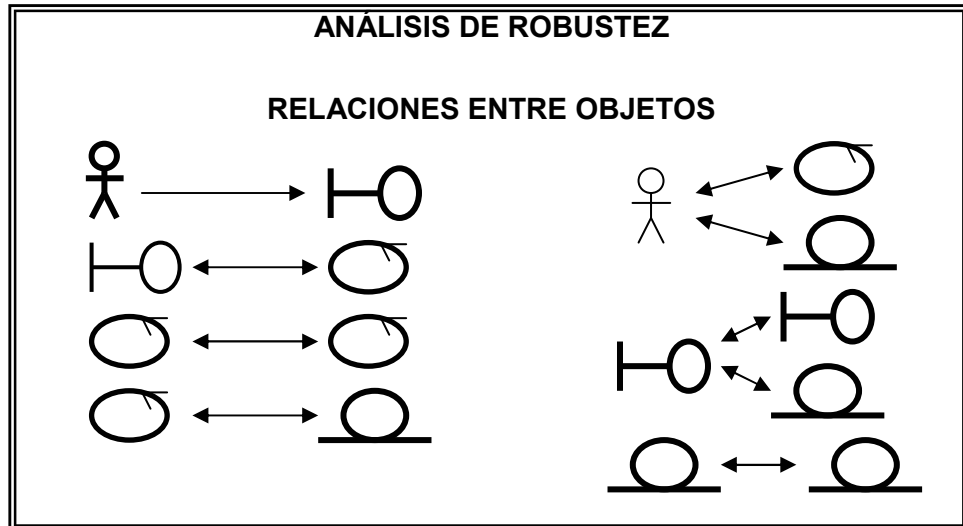 ANÁLISIS DE ROBUSTEZ
RELACIONES ENTRE OBJETOS